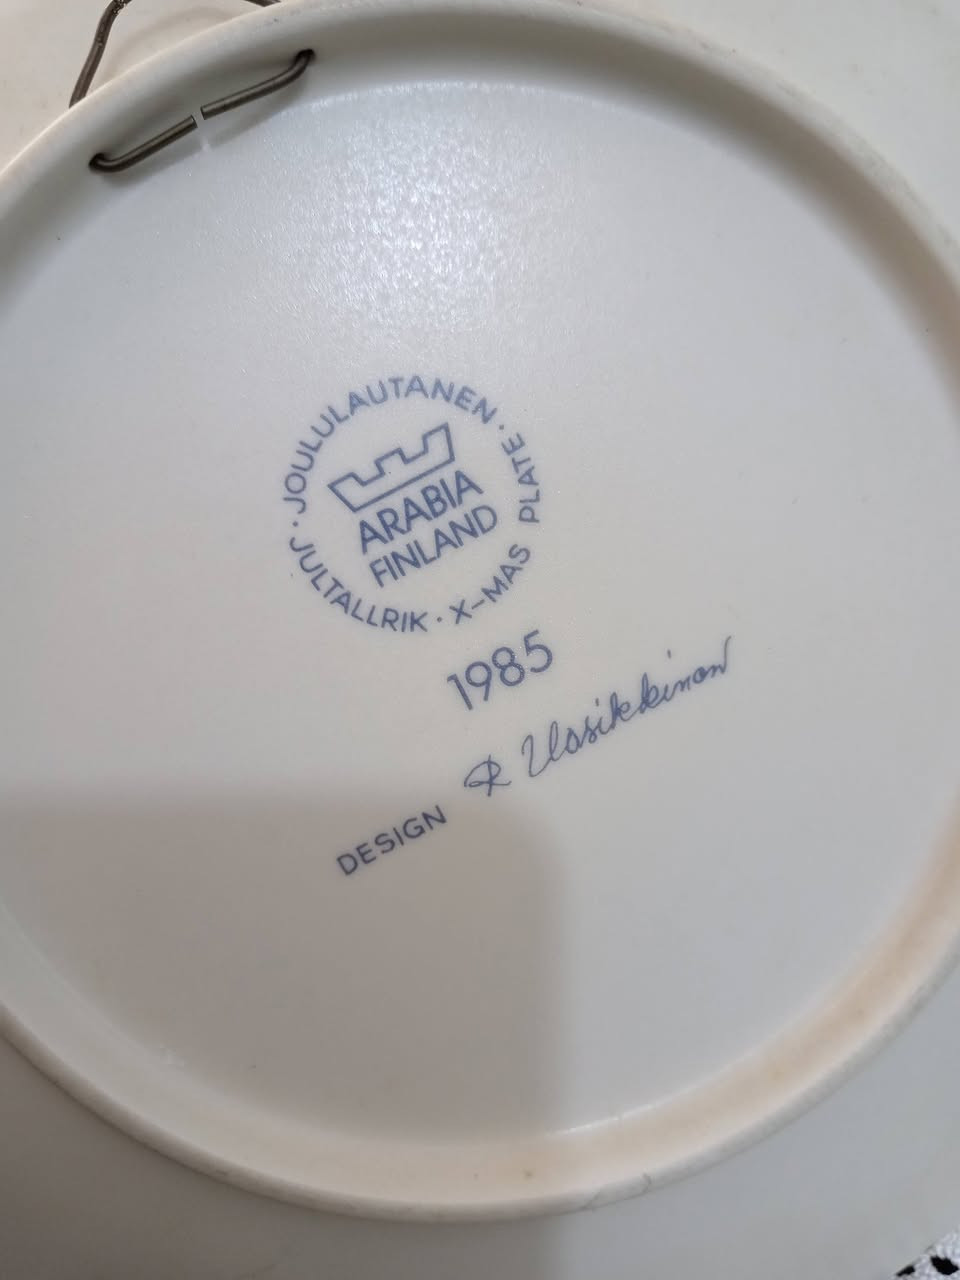 · JOULULAUTANEN · X-MAS PLATE · JULTALLRIK
ARABIA
FINLAND
1985
DESIGN R Uosikkinen